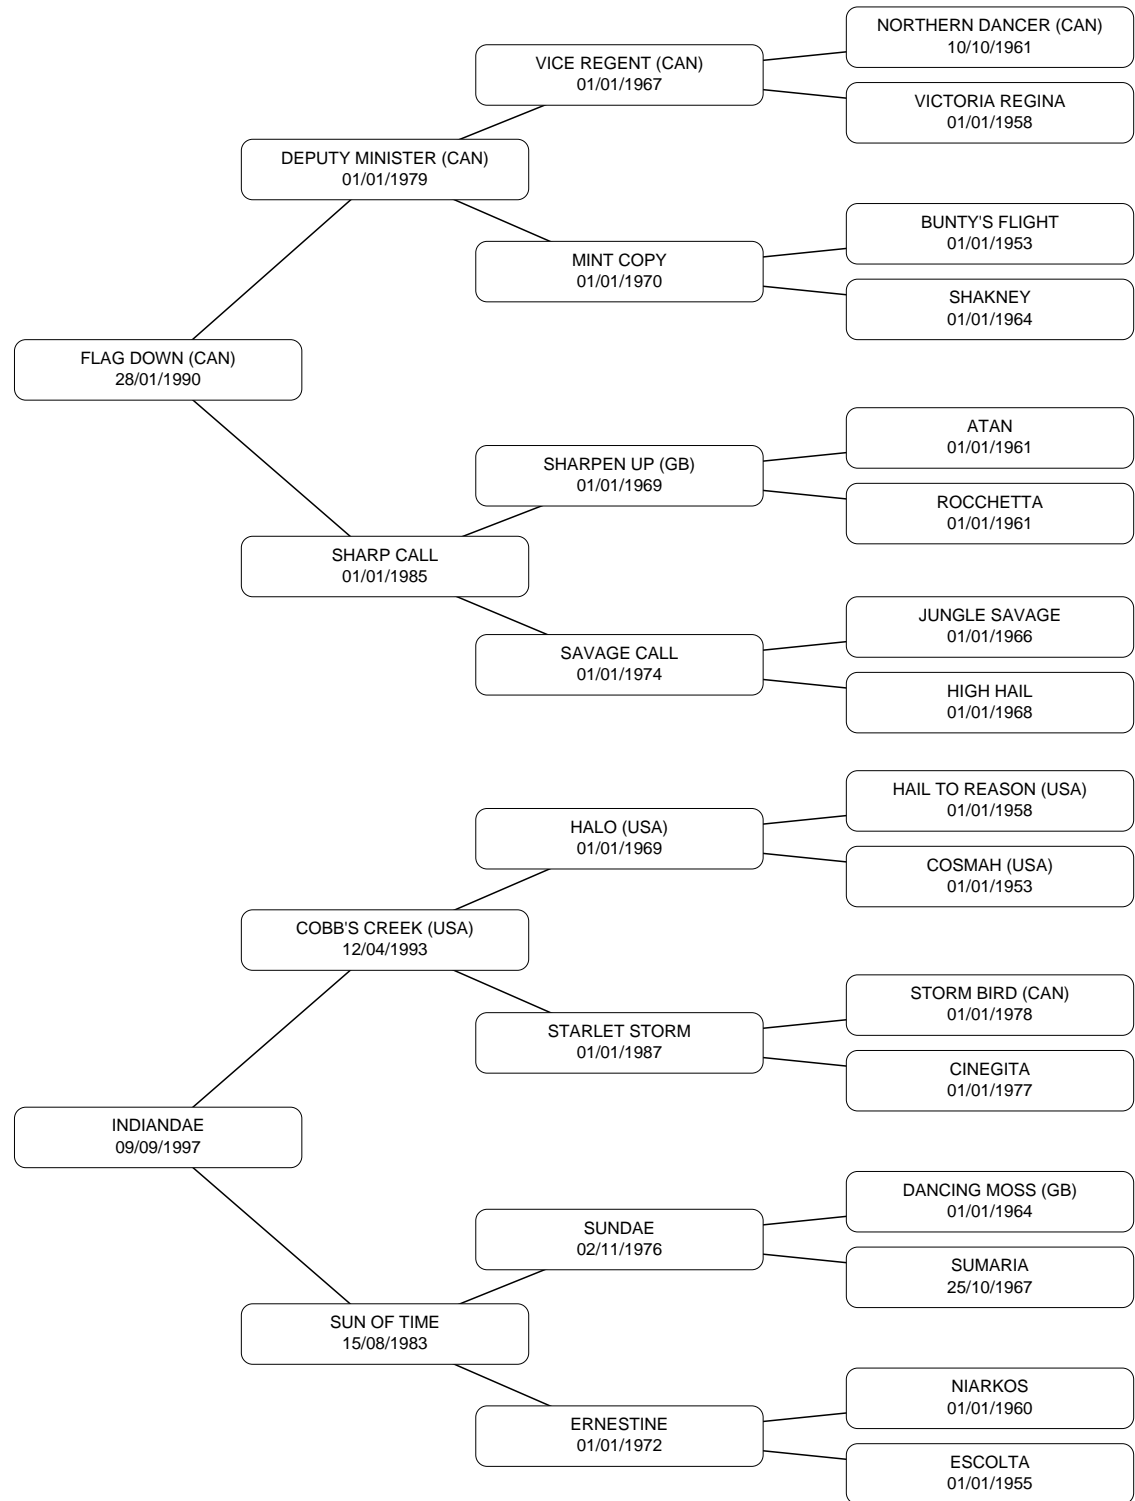 NORTHERN DANCER (CAN)
10/10/1961
VICE REGENT (CAN)
01/01/1967
VICTORIA REGINA
01/01/1958
DEPUTY MINISTER (CAN)
01/01/1979
BUNTY'S FLIGHT
01/01/1953
MINT COPY
01/01/1970
SHAKNEY
01/01/1964
FLAG DOWN (CAN)
28/01/1990
ATAN
01/01/1961
SHARPEN UP (GB)
01/01/1969
ROCCHETTA
01/01/1961
SHARP CALL
01/01/1985
JUNGLE SAVAGE
01/01/1966
SAVAGE CALL
01/01/1974
HIGH HAIL
01/01/1968
HAIL TO REASON (USA)
01/01/1958
HALO (USA)
01/01/1969
COSMAH (USA)
01/01/1953
COBB'S CREEK (USA)
12/04/1993
STORM BIRD (CAN)
01/01/1978
STARLET STORM
01/01/1987
CINEGITA
01/01/1977
INDIANDAE
09/09/1997
DANCING MOSS (GB)
01/01/1964
SUNDAE
02/11/1976
SUMARIA
25/10/1967
SUN OF TIME
15/08/1983
NIARKOS
01/01/1960
ERNESTINE
01/01/1972
ESCOLTA
01/01/1955